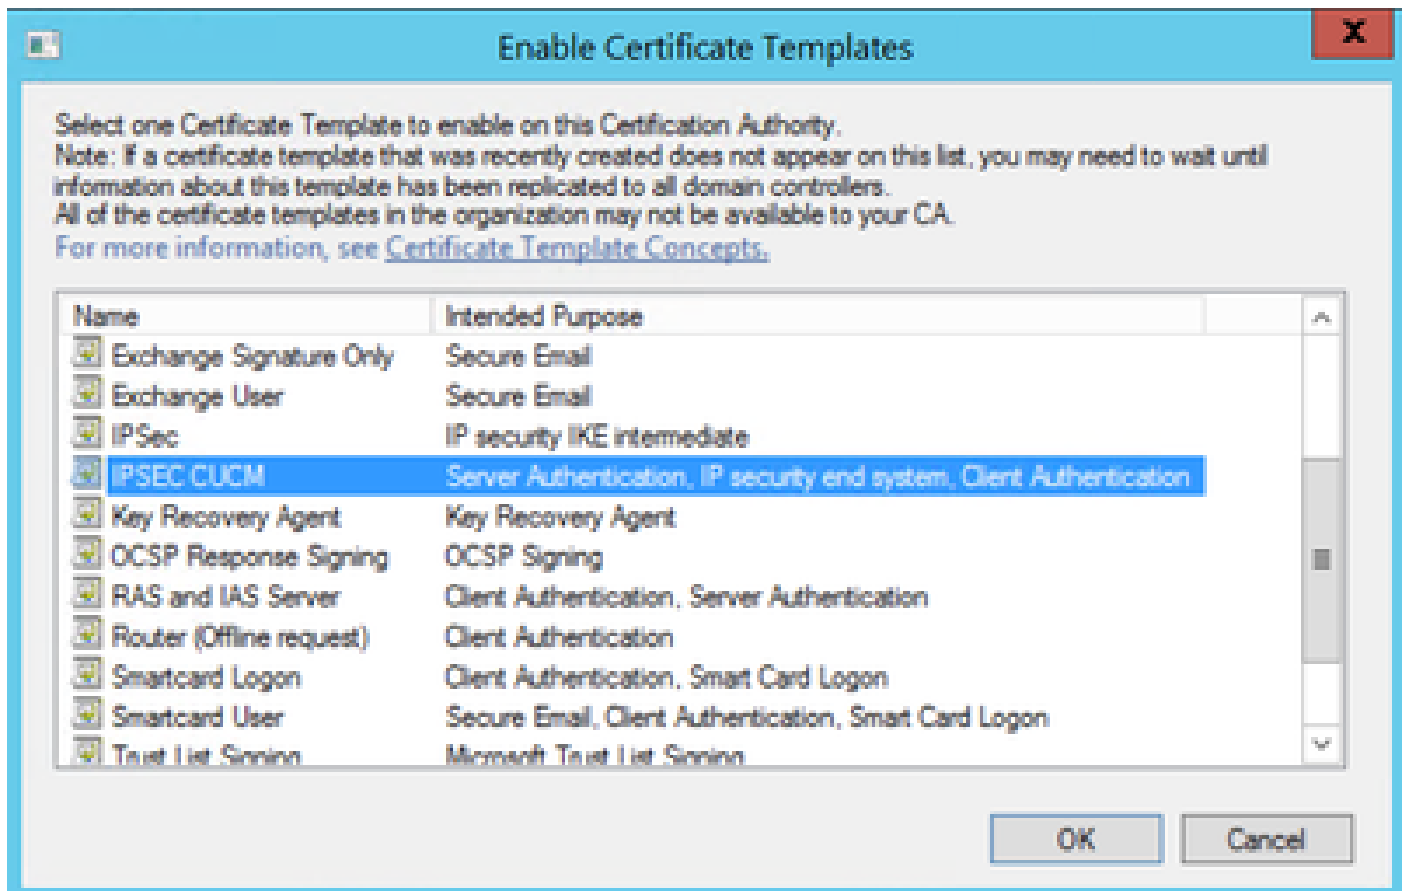 Enable Certificate Templates
X
Select one Certificate Template to enable on this Certification Authority.
Note: If a certificate template that was recently created does not appear on this list, you may need to wait until
information about this template has been replicated to all domain controllers.
All of the certificate templates in the organization may not be available to your CA.
For more information, see Certificate Template Concepts.
Name Intended Purpose
Exchange Signature Only Secure Email
Exchange User Secure Email
IPSec IP security IKE intermediate
IPSEC CUCM Server Authentication, IP security end system, Client Authentication
Key Recovery Agent Key Recovery Agent
OCSP Response Signing OCSP Signing
RAS and IAS Server Client Authentication, Server Authentication
Router (Offline request) Client Authentication
Smartcard Logon Client Authentication, Smart Card Logon
Smartcard User Secure Email, Client Authentication, Smart Card Logon
Trust List Signing Microsoft Trust List Signing
OK Cancel